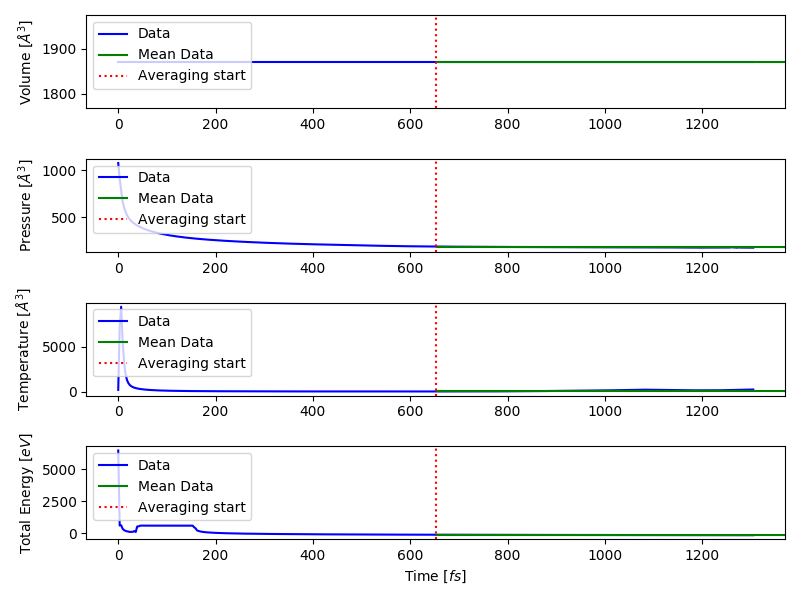 Volume [Å³]
1900
1800
Data
Mean Data
Averaging start
0 200 400 600 800 1000 1200
Pressure [Å³]
1000
500
Data
Mean Data
Averaging start
0 200 400 600 800 1000 1200
Temperature [Å³]
5000
0
Data
Mean Data
Averaging start
0 200 400 600 800 1000 1200
Total Energy [eV]
5000
2500
0
Data
Mean Data
Averaging start
0 200 400 600 800 1000 1200
Time [fs]